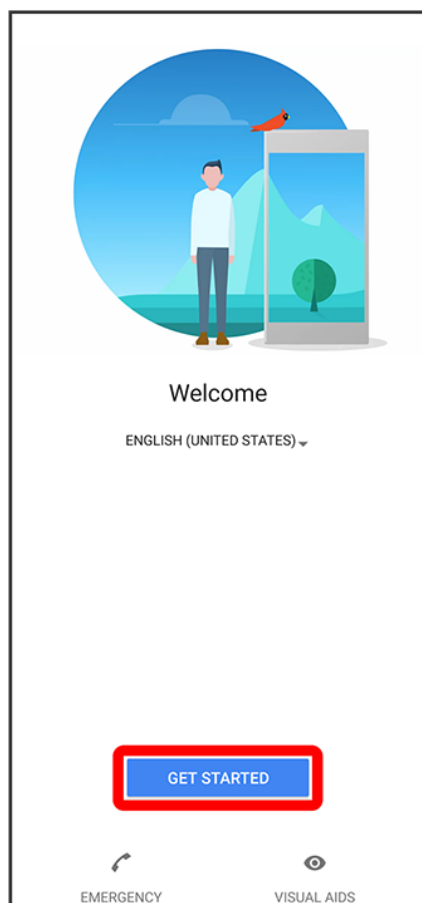 Welcome
ENGLISH (UNITED STATES)
GET STARTED
EMERGENCY
VISUAL AIDS